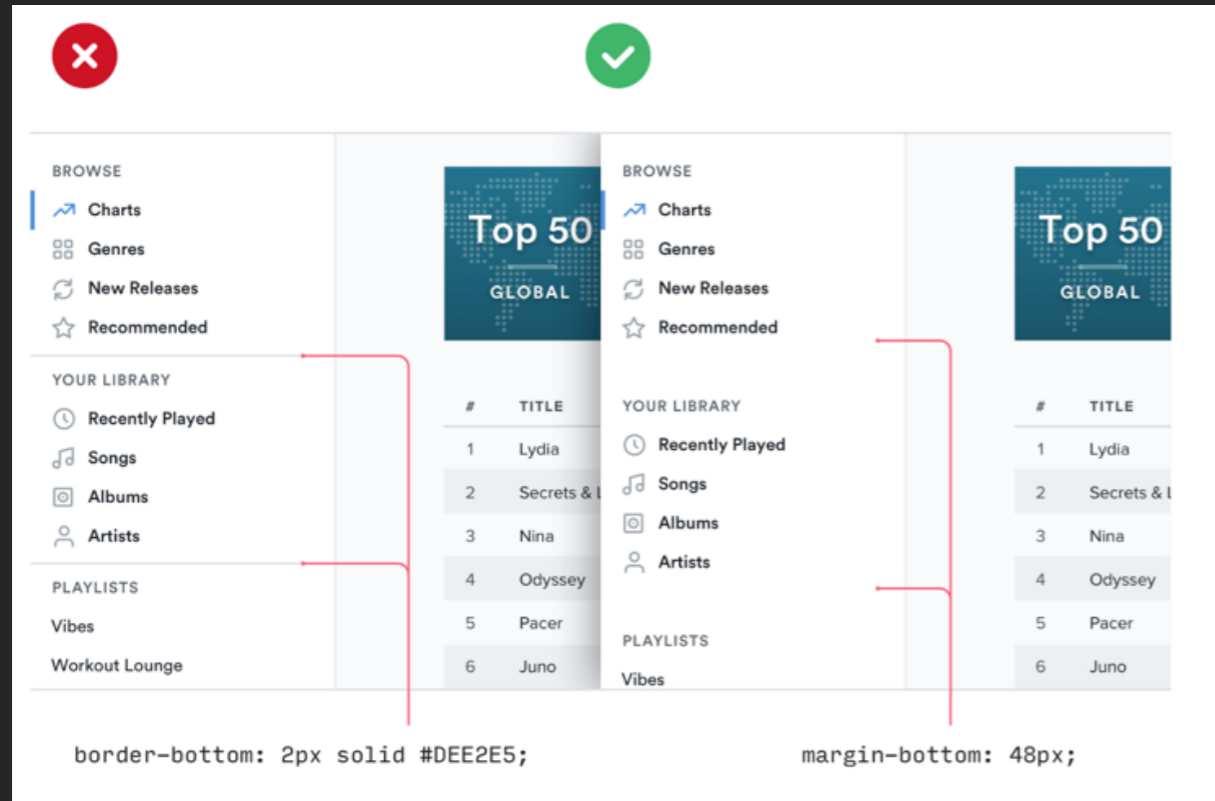 BROWSE
Charts
Genres
New Releases
Recommended
YOUR LIBRARY
Recently Played
Songs
Albums
Artists
PLAYLISTS
Vibes
Workout Lounge
Top 50
GLOBAL
# TITLE
1 Lydia
2 Secrets &
3 Nina
4 Odyssey
5 Pacer
6 Juno
border-bottom: 2px solid #DEE2E5;
BROWSE
Charts
Genres
New Releases
Recommended
YOUR LIBRARY
Recently Played
Songs
Albums
Artists
PLAYLISTS
Vibes
Top 50
GLOBAL
# TITLE
1 Lydia
2 Secrets &
3 Nina
4 Odyssey
5 Pacer
6 Juno
margin-bottom: 48px;